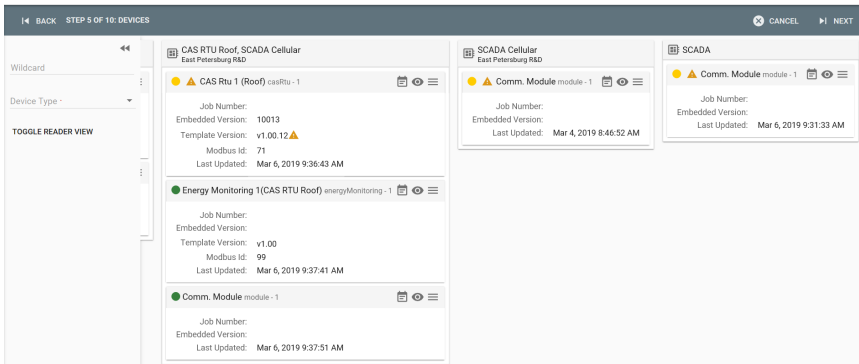 BACK STEP 5 OF 10: DEVICES
CANCEL NEXT
Wildcard
Device Type
TOGGLE READER VIEW
CAS RTU Roof, SCADA Cellular
East Petersburg R&D
CAS Rtu 1 (Roof) casRtu - 1
Job Number:
Embedded Version: 10013
Template Version: v1.00.12
Modbus Id: 71
Last Updated: Mar 6, 2019 9:36:43 AM
Energy Monitoring 1(CAS RTU Roof) energyMonitoring - 1
Job Number:
Embedded Version:
Template Version: v1.00
Modbus Id: 99
Last Updated: Mar 6, 2019 9:37:41 AM
Comm. Module module - 1
Job Number:
Embedded Version:
Last Updated: Mar 6, 2019 9:37:51 AM
SCADA Cellular
East Petersburg R&D
Comm. Module module - 1
Job Number:
Embedded Version:
Last Updated: Mar 4, 2019 8:46:52 AM
SCADA
Comm. Module module - 1
Job Number:
Embedded Version:
Last Updated: Mar 6, 2019 9:31:33 AM